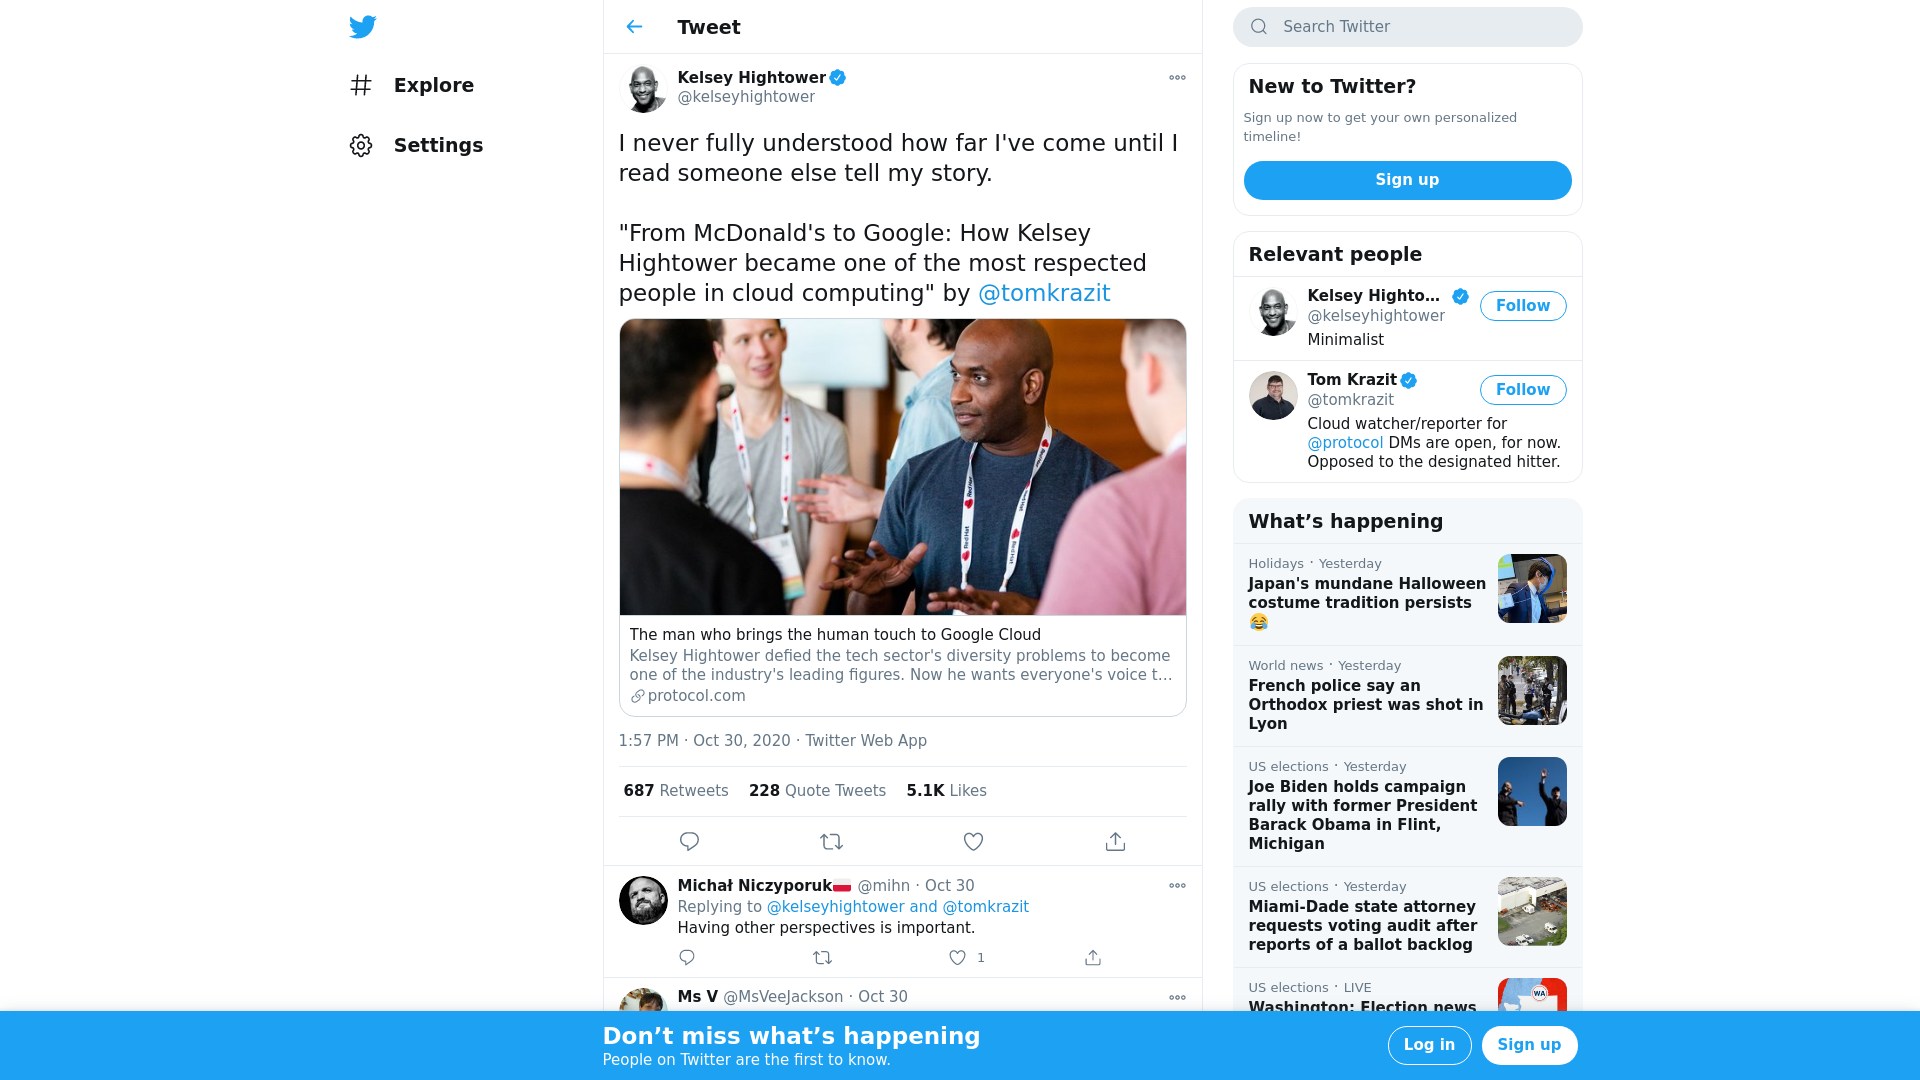 Explore
Settings
Tweet
Kelsey Hightower
@kelseyhightower
I never fully understood how far I've come until I
read someone else tell my story.
"From McDonald's to Google: How Kelsey
Hightower became one of the most respected
people in cloud computing" by @tomkrazit
Red Hat
Red Hat
The man who brings the human touch to Google Cloud
Kelsey Hightower defied the tech sector's diversity problems to become
one of the industry's leading figures. Now he wants everyone's voice t…
protocol.com
1:57 PM · Oct 30, 2020 · Twitter Web App
687 Retweets 228 Quote Tweets 5.1K Likes
Michał Niczyporuk @mihn · Oct 30
Replying to @kelseyhightower and @tomkrazit
Having other perspectives is important.
1
Ms V @MsVeeJackson · Oct 30
Search Twitter
New to Twitter?
Sign up now to get your own personalized
timeline!
Sign up
Relevant people
Kelsey Highto…
Follow
@kelseyhightower
Minimalist
Tom Krazit
Follow
@tomkrazit
Cloud watcher/reporter for
@protocol DMs are open, for now.
Opposed to the designated hitter.
What’s happening
Holidays · Yesterday
Japan's mundane Halloween
costume tradition persists
😂
World news · Yesterday
French police say an
Orthodox priest was shot in
Lyon
US elections · Yesterday
Joe Biden holds campaign
rally with former President
Barack Obama in Flint,
Michigan
US elections · Yesterday
Miami-Dade state attorney
requests voting audit after
reports of a ballot backlog
US elections · LIVE
Washington: Election news
WA
Don’t miss what’s happening
People on Twitter are the first to know.
Log in
Sign up